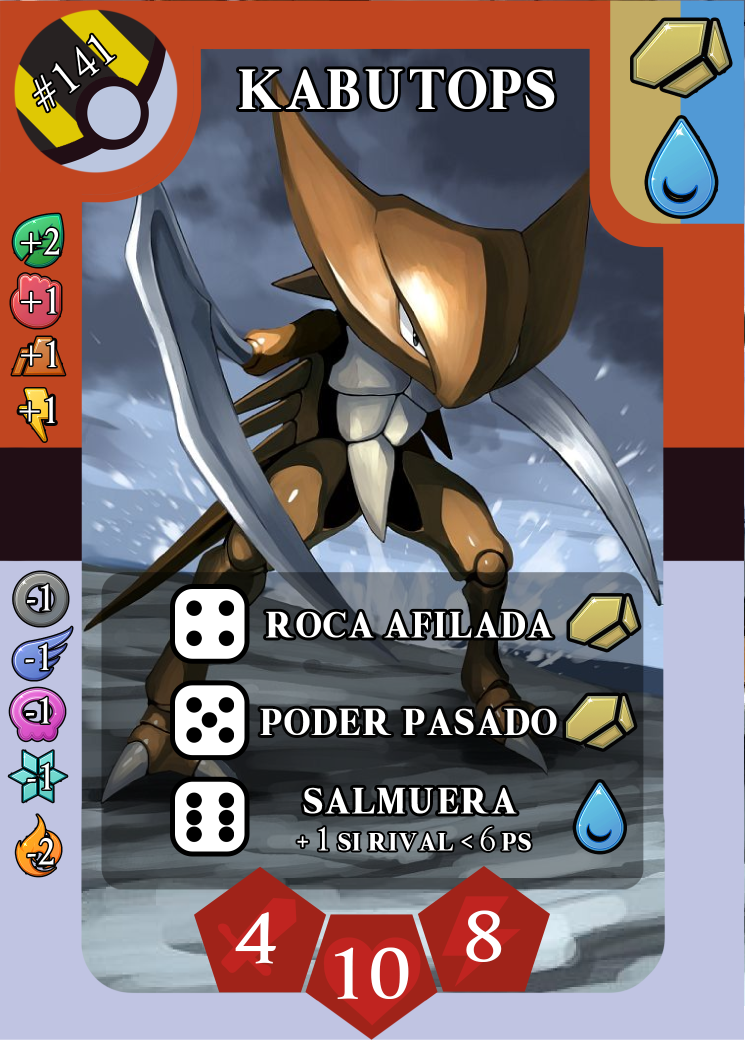 #141
KABUTOPS
+2
+1
+1
+1
-1
-1
-1
-1
-2
ROCA AFILADA
PODER PASADO
SALMUERA
+ 1 SI RIVAL < 6 PS
4
10
8